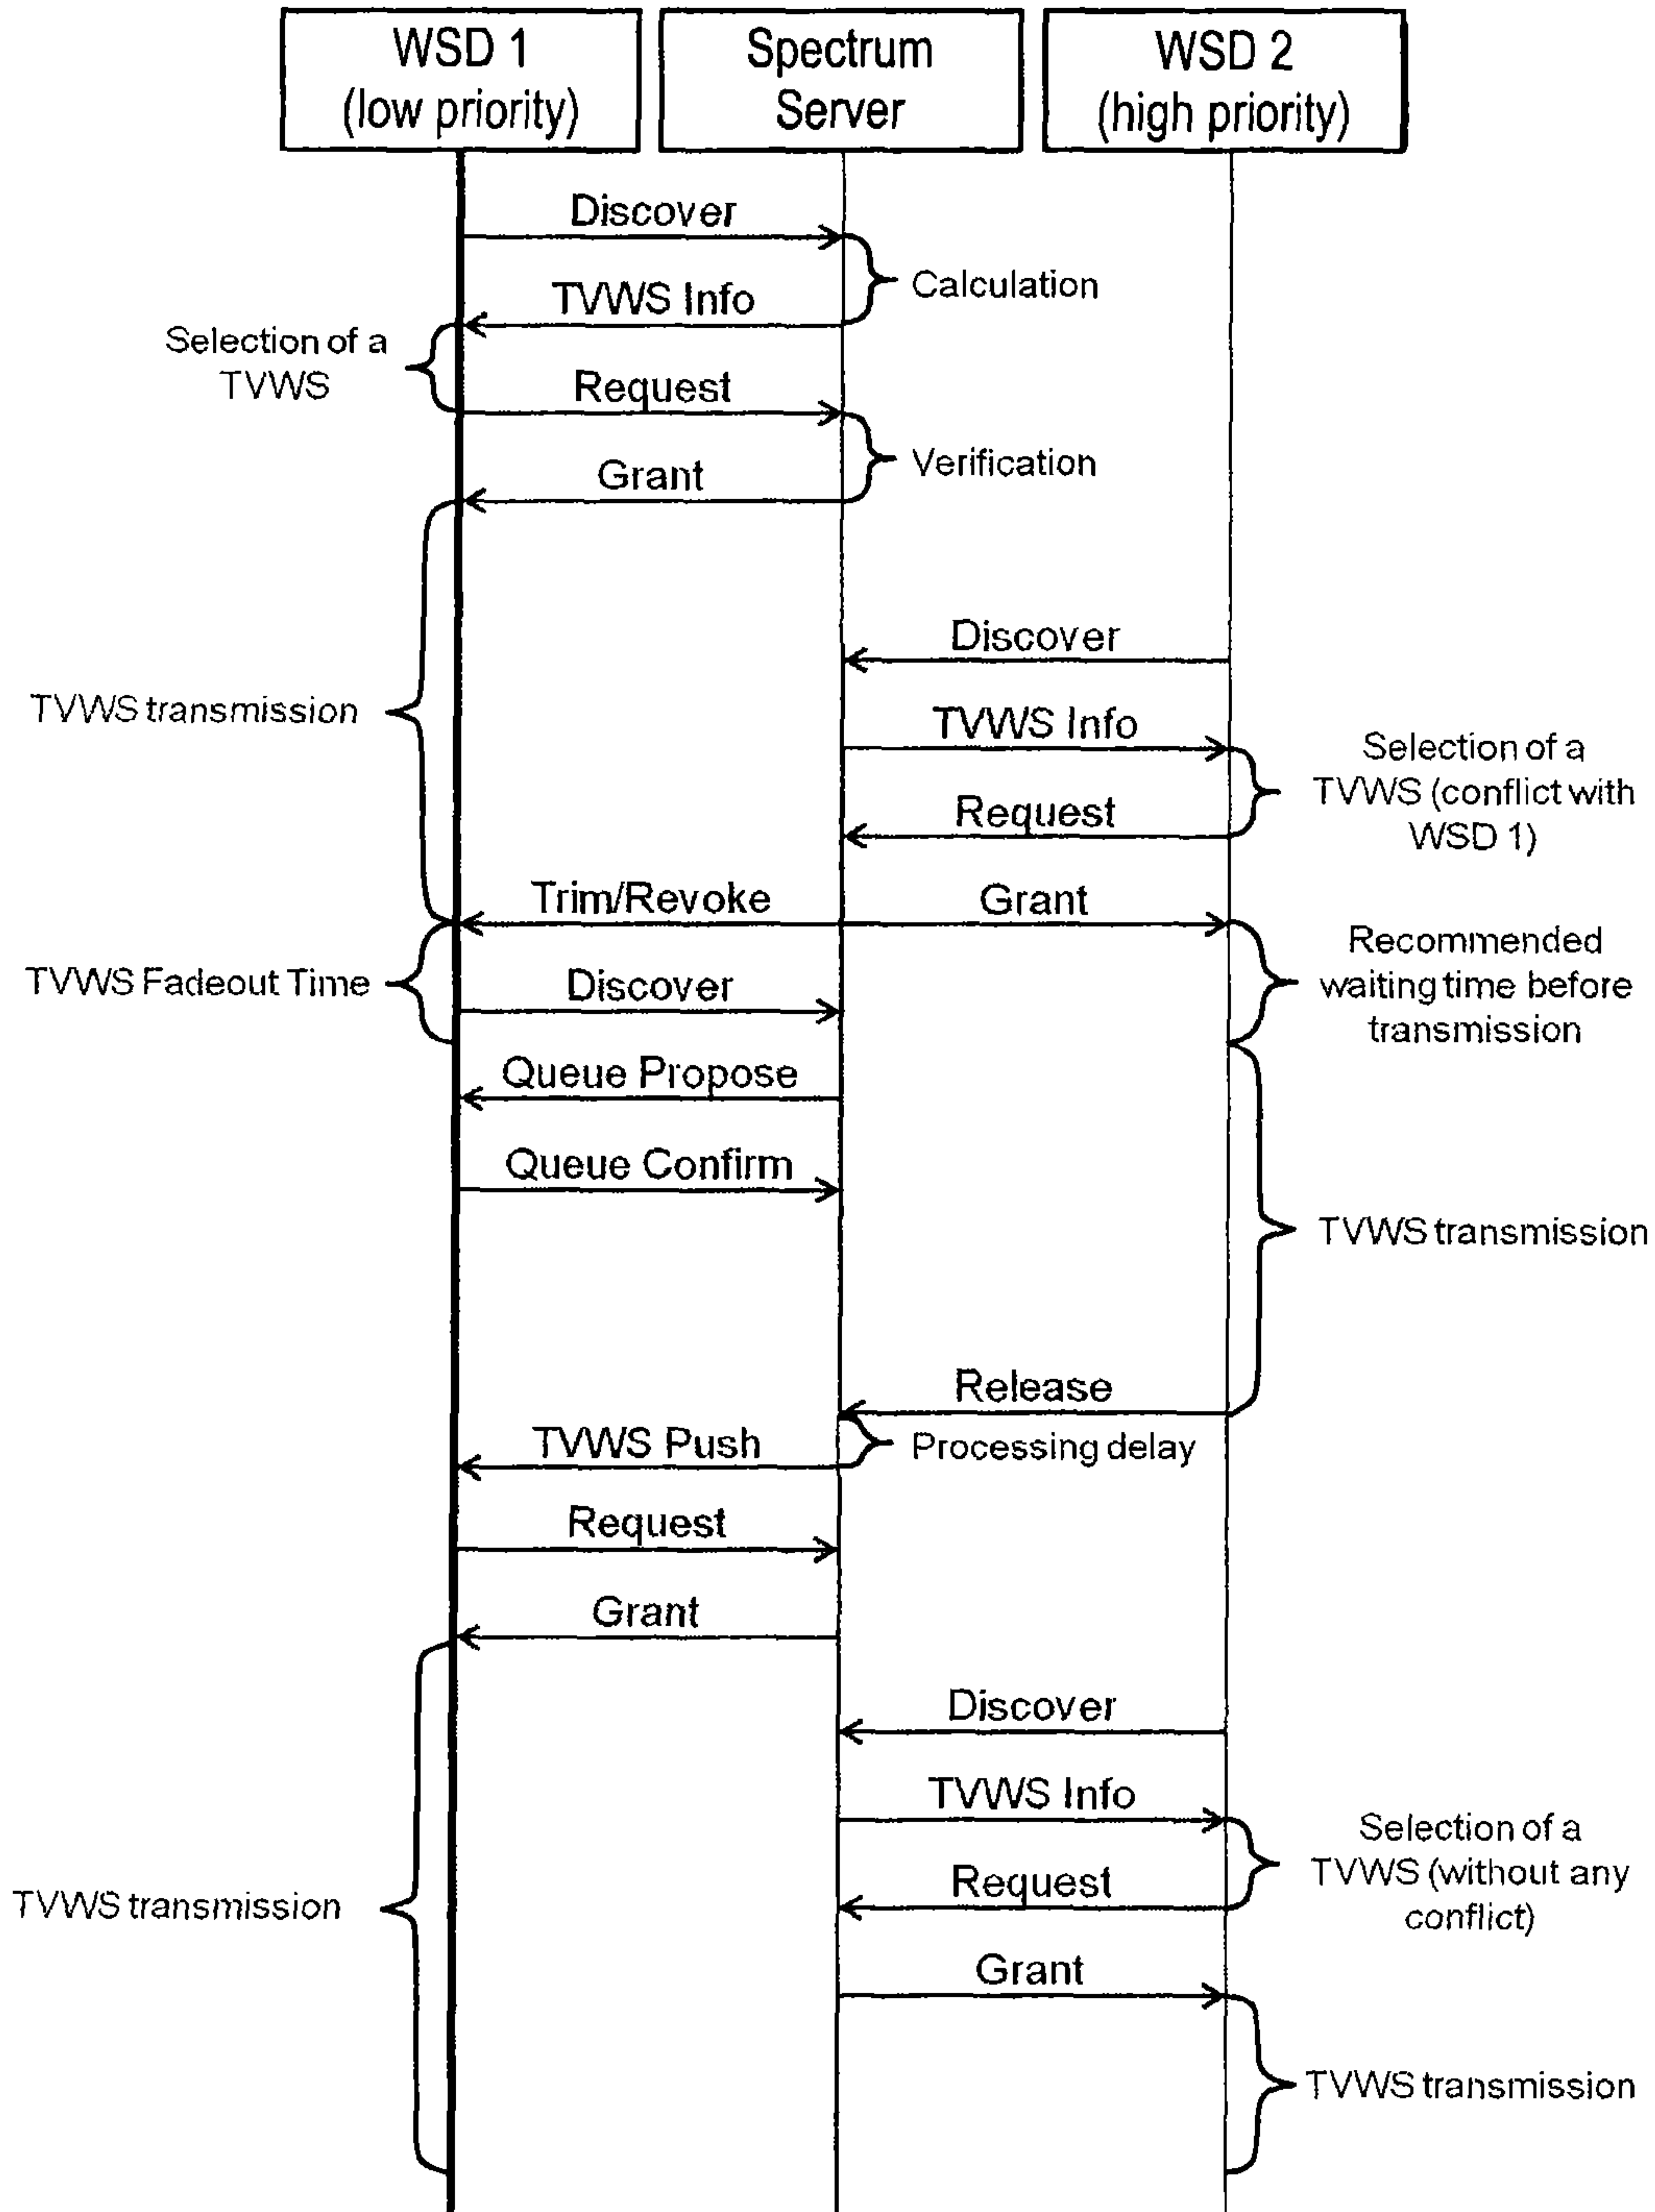 WSD 1
(low priority)
Spectrum
Server
WSD 2
(high priority)
Discover
Calculation
TVWS Info
Selection of a
TVWS
Request
Verification
Grant
Discover
TVWS transmission
TVWS Info
Selection of a
TVWS (conflict with
WSD 1)
Request
Trim/Revoke
Grant
Recommended
waiting time before
transmission
TVWS Fadeout Time
Discover
Queue Propose
Queue Confirm
TVWS transmission
Release
TVWS Push
Processing delay
Request
Grant
Discover
TVWS Info
Selection of a
TVWS (without any
conflict)
Request
TVWS transmission
Grant
TVWS transmission